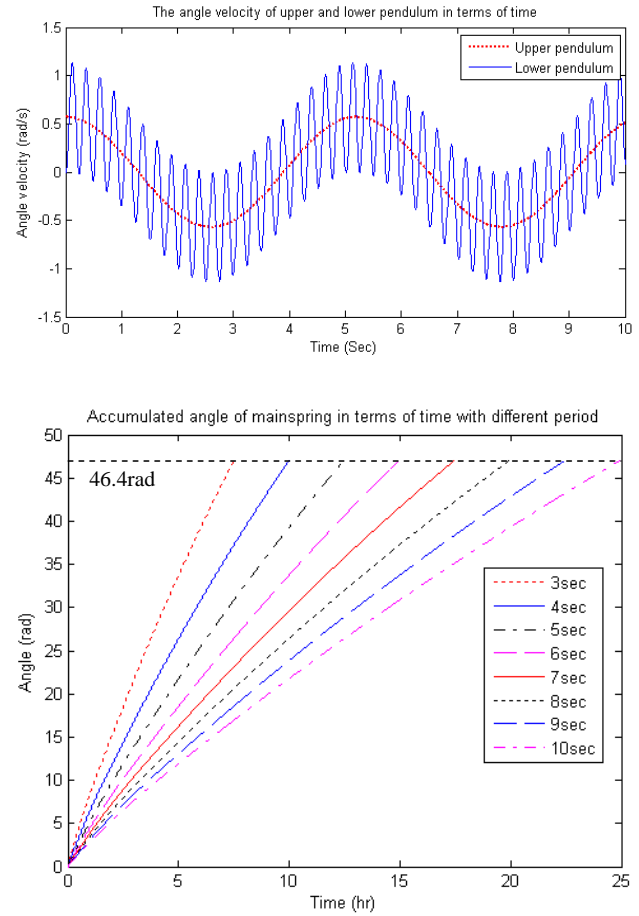 The angle velocity of upper and lower pendulum in terms of time
Angle velocity (rad/s)
1.5
1
0.5
0
-0.5
-1
-1.5
Upper pendulum
Lower pendulum
0 1 2 3 4 5 6 7 8 9 10
Time (Sec)
Accumulated angle of mainspring in terms of time with different period
Angle (rad)
50
45
40
35
30
25
20
15
10
5
0
46.4rad
3sec
4sec
5sec
6sec
7sec
8sec
9sec
10sec
0 5 10 15 20 25
Time (hr)